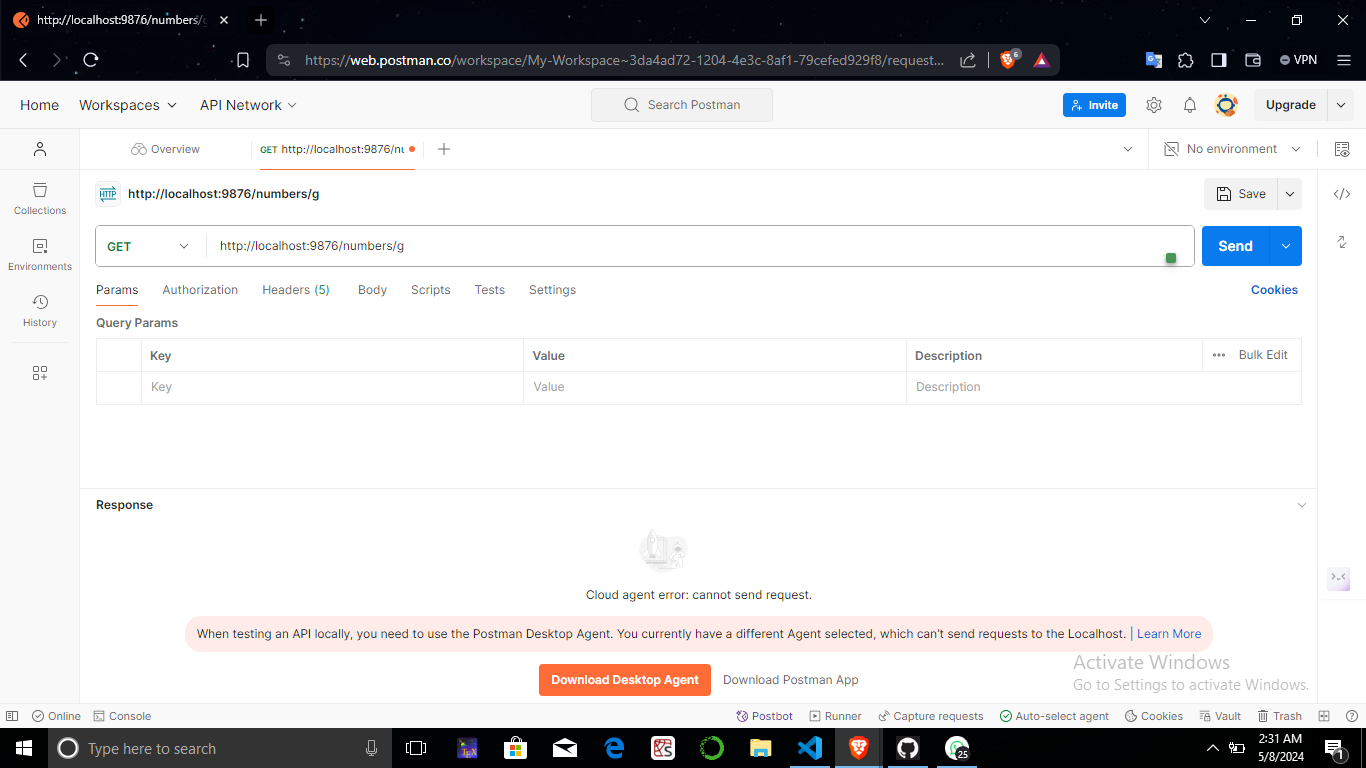 http://localhost:9876/numbers/g
https://web.postman.co/workspace/My-Workspace~3da4ad72-1204-4e3c-8af1-79cefed929f8/request...
6
VPN
Home
Workspaces
API Network
Search Postman
Invite
Upgrade
Overview
GET http://localhost:9876/nu
No environment
Collections
Environments
History
HTTP
http://localhost:9876/numbers/g
Save
GET
http://localhost:9876/numbers/g
Send
Params
Authorization
Headers (5)
Body
Scripts
Tests
Settings
Cookies
Query Params
Key
Value
Description
Bulk Edit
Key
Value
Description
Response
Cloud agent error: cannot send request.
When testing an API locally, you need to use the Postman Desktop Agent. You currently have a different Agent selected, which can't send requests to the Localhost. | Learn More
Download Desktop Agent
Download Postman App
Activate Windows
Go to Settings to activate Windows.
Online
Console
Postbot
Runner
Capture requests
Auto-select agent
Cookies
Vault
Trash
Type here to search
25
2:31 AM
5/8/2024
1